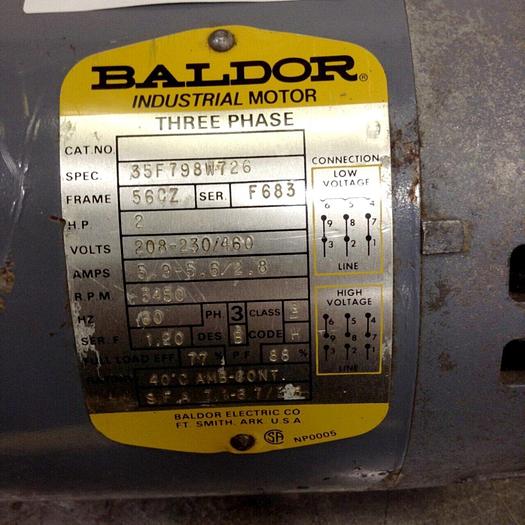 BALDOR®
INDUSTRIAL MOTOR
THREE PHASE
CAT.NO.
SPEC. 35F798W726
FRAME 56CZ SER. F683
H.P 2
VOLTS 208-230/460
AMPS 5.9-5.6/2.8
R.P.M. 3450
HZ 60 PH 3 CLASS B
SER.F. 1.20 DES B CODE H
FULL LOAD EFF. 77 % P.F. 88 %
40°C AMB-CONT.
S.F.A
BALDOR ELECTRIC CO
FT. SMITH, ARK U.S.A
SA NP0005
CONNECTION
LOW
VOLTAGE
6 5 4
9 8 7
3 2 1
LINE
HIGH
VOLTAGE
6 5 4
9 8 7
3 2 1
LINE